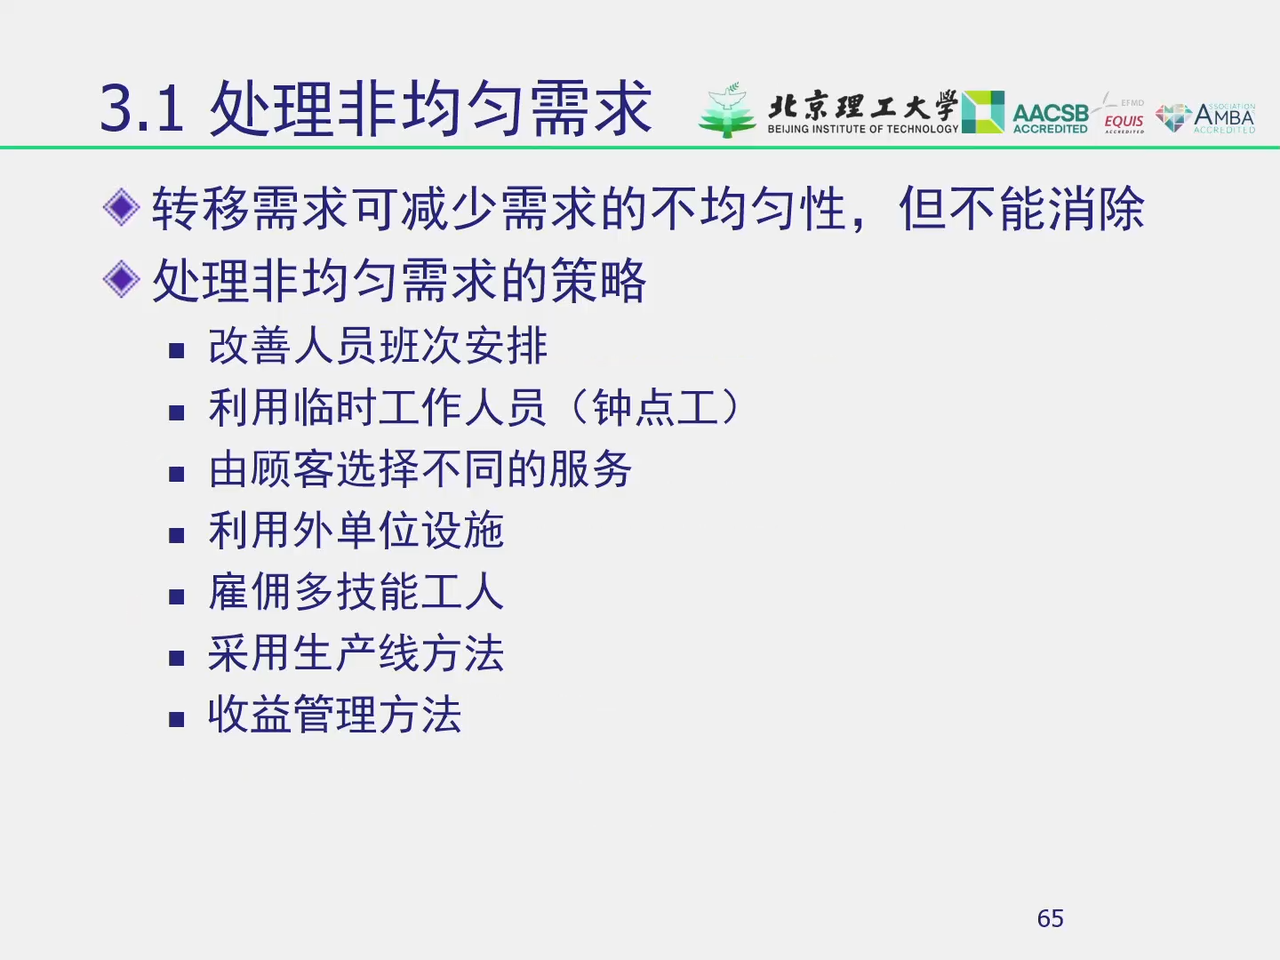 3.1 处理非均匀需求
北京理工大学
BEIJING INSTITUTE OF TECHNOLOGY
AACSB
ACCREDITED
EFMD
EQUIS
ACCREDITED
ASSOCIATION
AMBA
ACCREDITED
转移需求可减少需求的不均匀性，但不能消除
处理非均匀需求的策略
改善人员班次安排
利用临时工作人员（钟点工）
由顾客选择不同的服务
利用外单位设施
雇佣多技能工人
采用生产线方法
收益管理方法
65